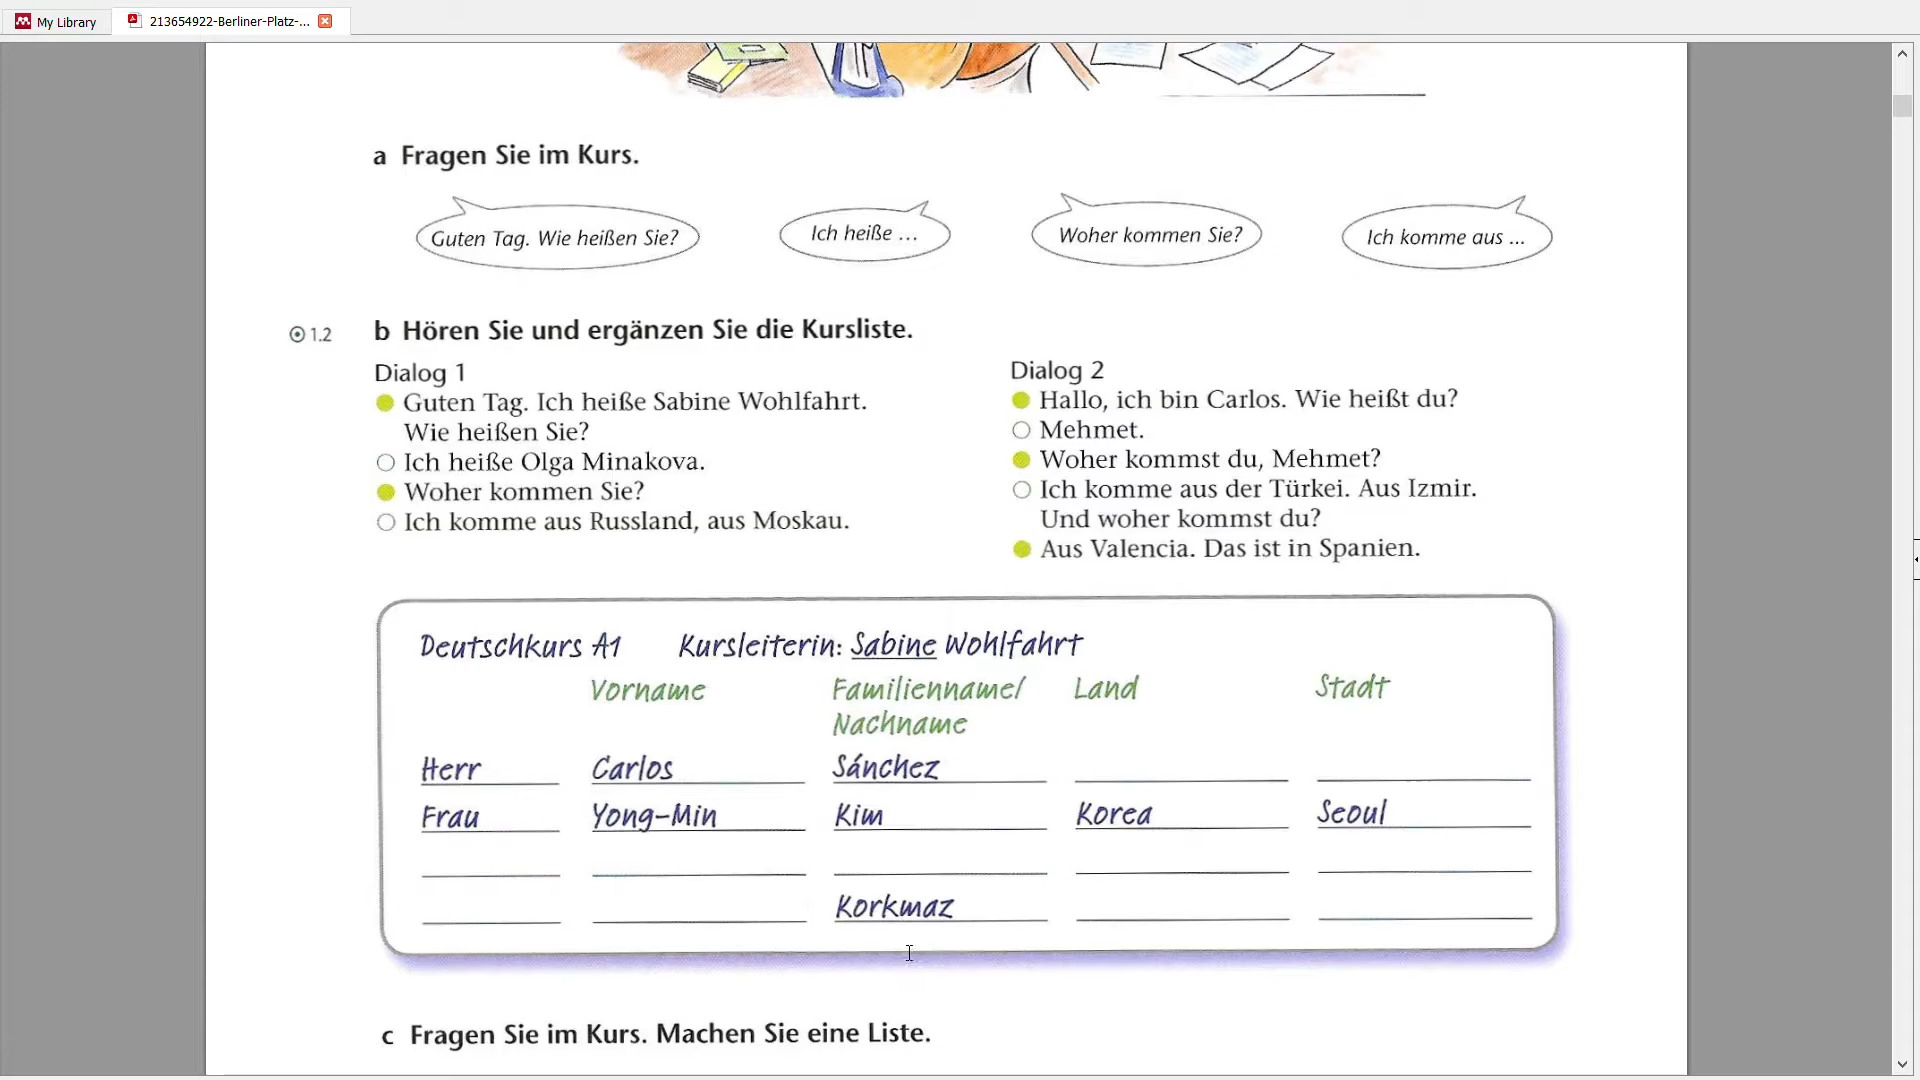 My Library
213654922-Berliner-Platz-...
a Fragen Sie im Kurs.
Guten Tag. Wie heißen Sie?
Ich heiße ...
Woher kommen Sie?
Ich komme aus ...
1.2
b Hören Sie und ergänzen Sie die Kursliste.
Dialog 1
Guten Tag. Ich heiße Sabine Wohlfahrt.
Wie heißen Sie?
Ich heiße Olga Minakova.
Woher kommen Sie?
Ich komme aus Russland, aus Moskau.
Dialog 2
Hallo, ich bin Carlos. Wie heißt du?
Mehmet.
Woher kommst du, Mehmet?
Ich komme aus der Türkei. Aus Izmir.
Und woher kommst du?
Aus Valencia. Das ist in Spanien.
Deutschkurs A1 Kursleiterin: Sabine Wohlfahrt
Vorname Familienname/ Land Stadt
Nachname
Herr Carlos Sánchez
Frau Yong-Min Kim Korea Seoul
Korkmaz
c Fragen Sie im Kurs. Machen Sie eine Liste.